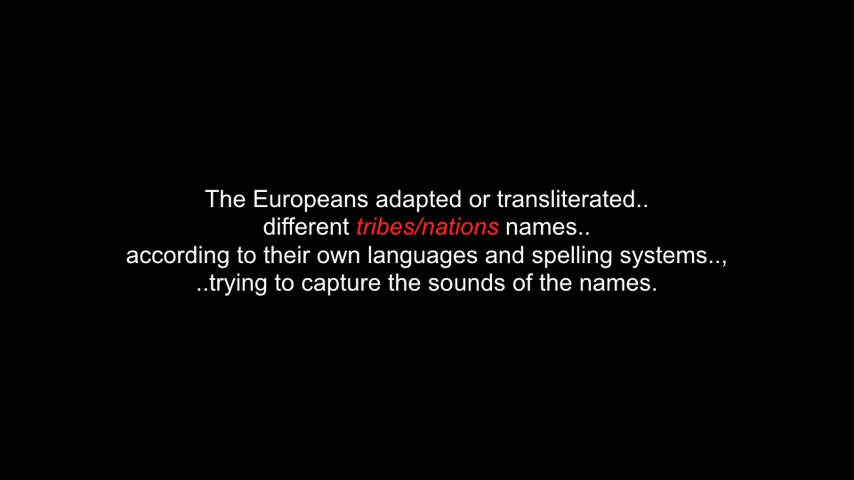 The Europeans adapted or transliterated..
different tribes/nations names..
according to their own languages and spelling systems..,
..trying to capture the sounds of the names.